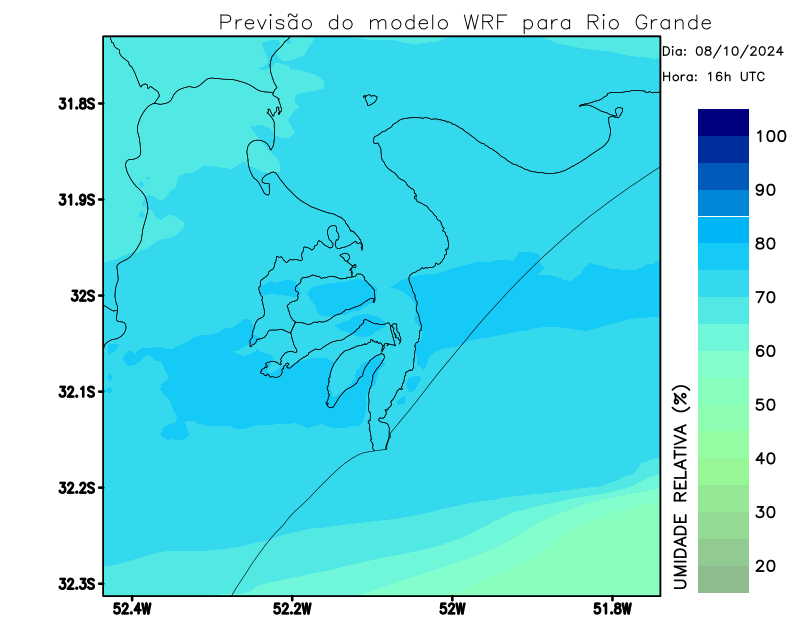 Previsão do modelo WRF para Rio Grande
Dia: 08/10/2024
Hora: 16h UTC
31.8S
31.9S
32S
32.1S
32.2S
32.3S
52.4W
52.2W
52W
51.8W
UMIDADE RELATIVA (%)
100
90
80
70
60
50
40
30
20